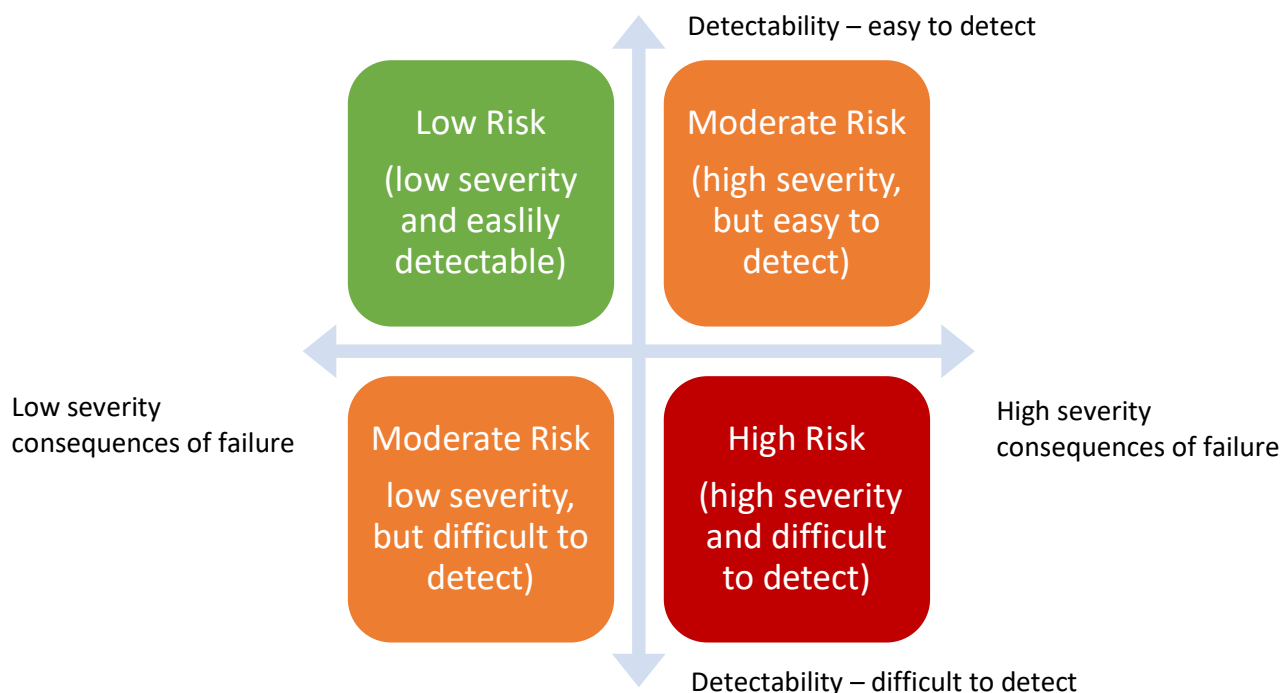 Detectability – easy to detect
Low Risk
(low severity
and easlily
detectable)
Moderate Risk
(high severity,
but easy to
detect)
Low severity
consequences of failure
High severity
consequences of failure
Moderate Risk
low severity,
but difficult to
detect)
High Risk
(high severity
and difficult
to detect)
Detectability – difficult to detect